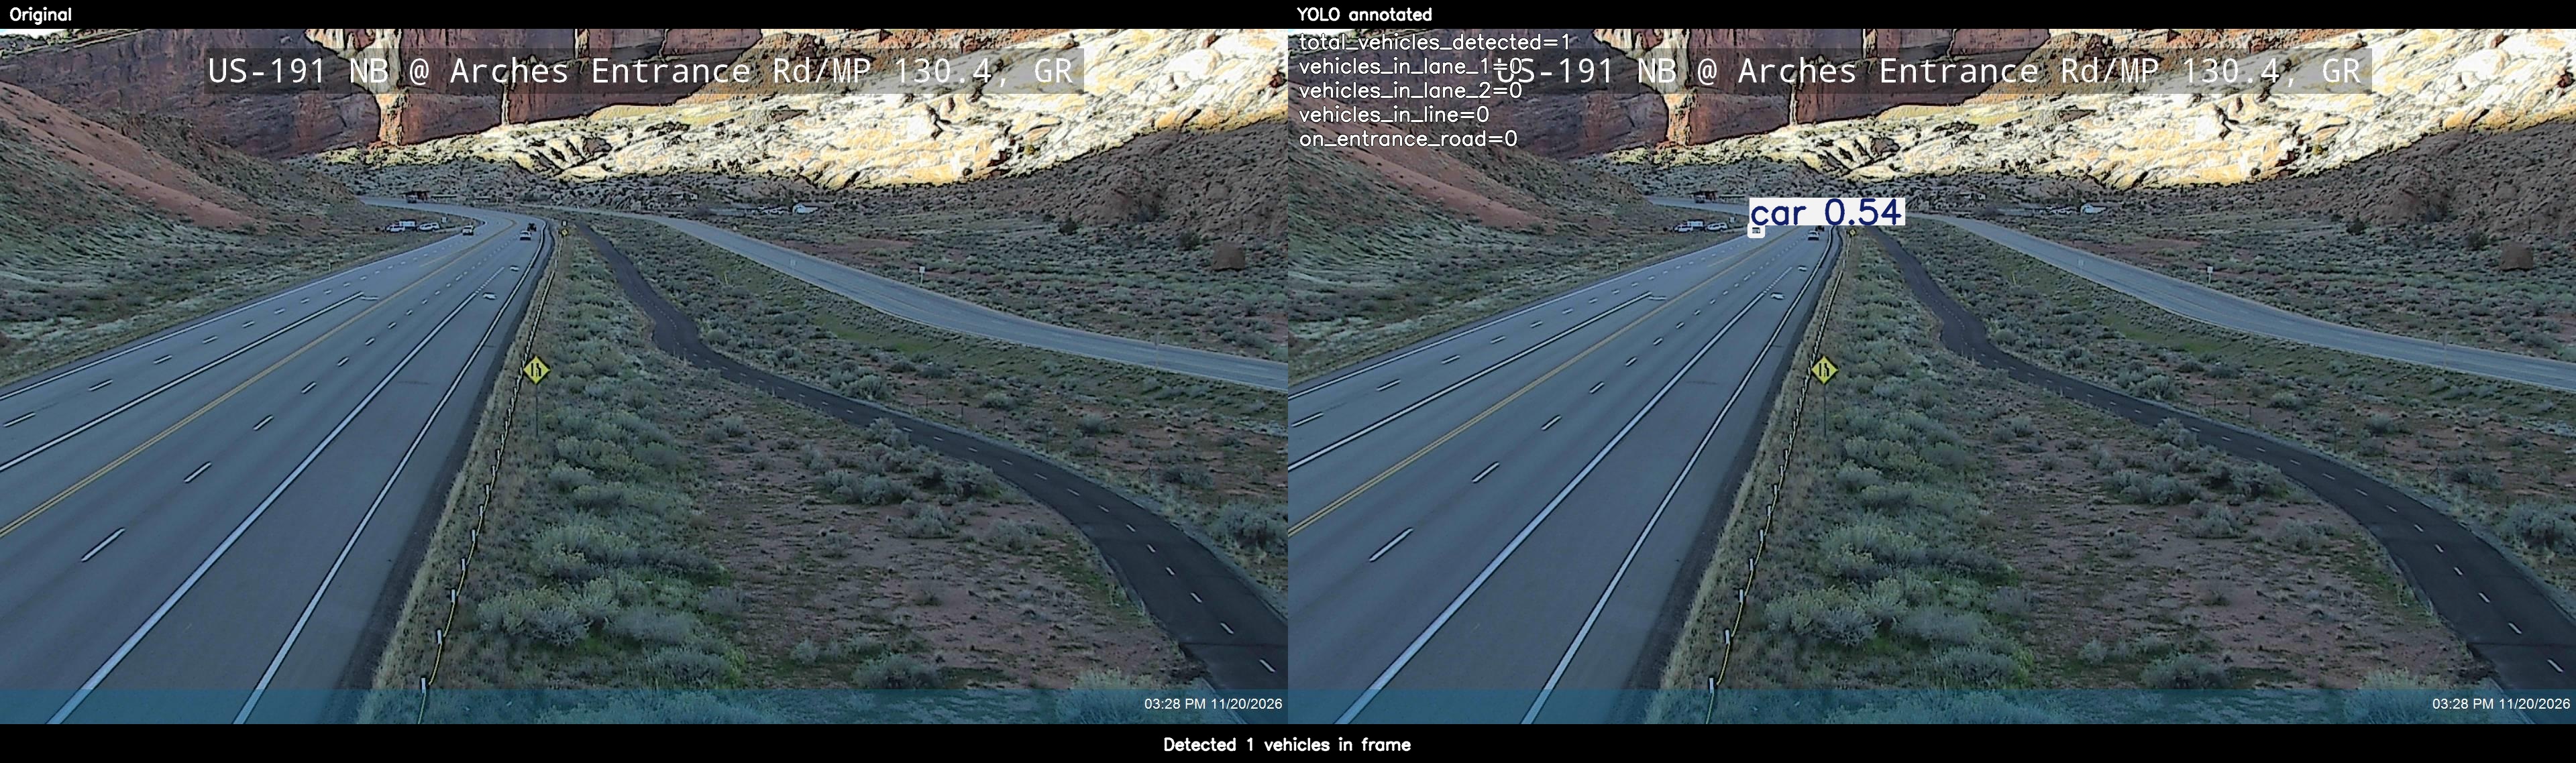 Original
US-191 NB @ Arches Entrance Rd/MP 130.4, GR
03:28 PM 11/20/2026
YOLO annotated
total_vehicles_detected=1
vehicles_in_lane_1=0
US-191 NB @ Arches Entrance Rd/MP 130.4, GR
vehicles_in_lane_2=0
vehicles_in_line=0
on_entrance_road=0
car 0.54
03:28 PM 11/20/2026
Detected 1 vehicles in frame